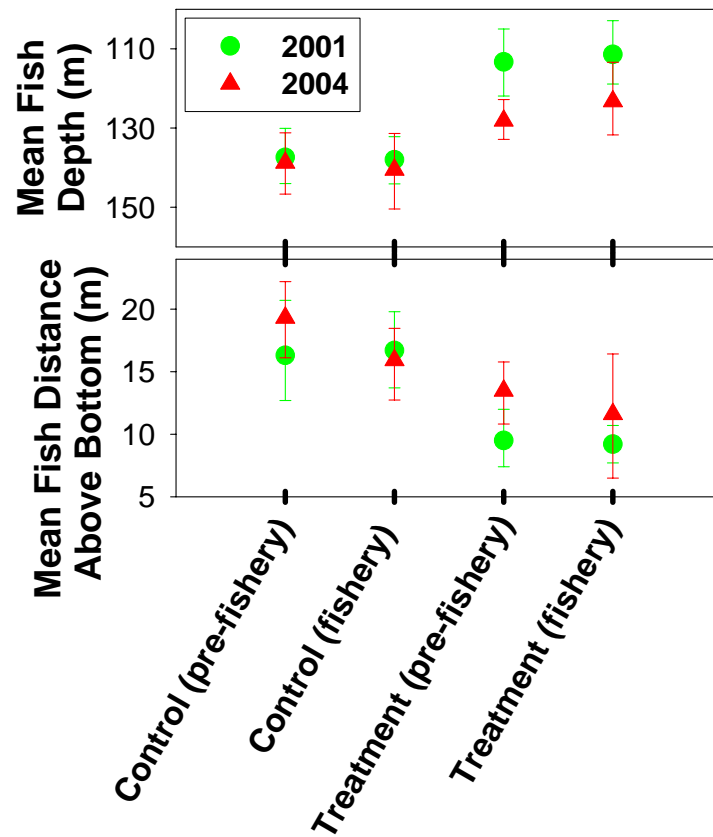 Mean Fish
Depth (m)
110
130
150
2001
2004
Mean Fish Distance
Above Bottom (m)
20
15
10
5
Control (pre-fishery)
Control (fishery)
Treatment (pre-fishery)
Treatment (fishery)